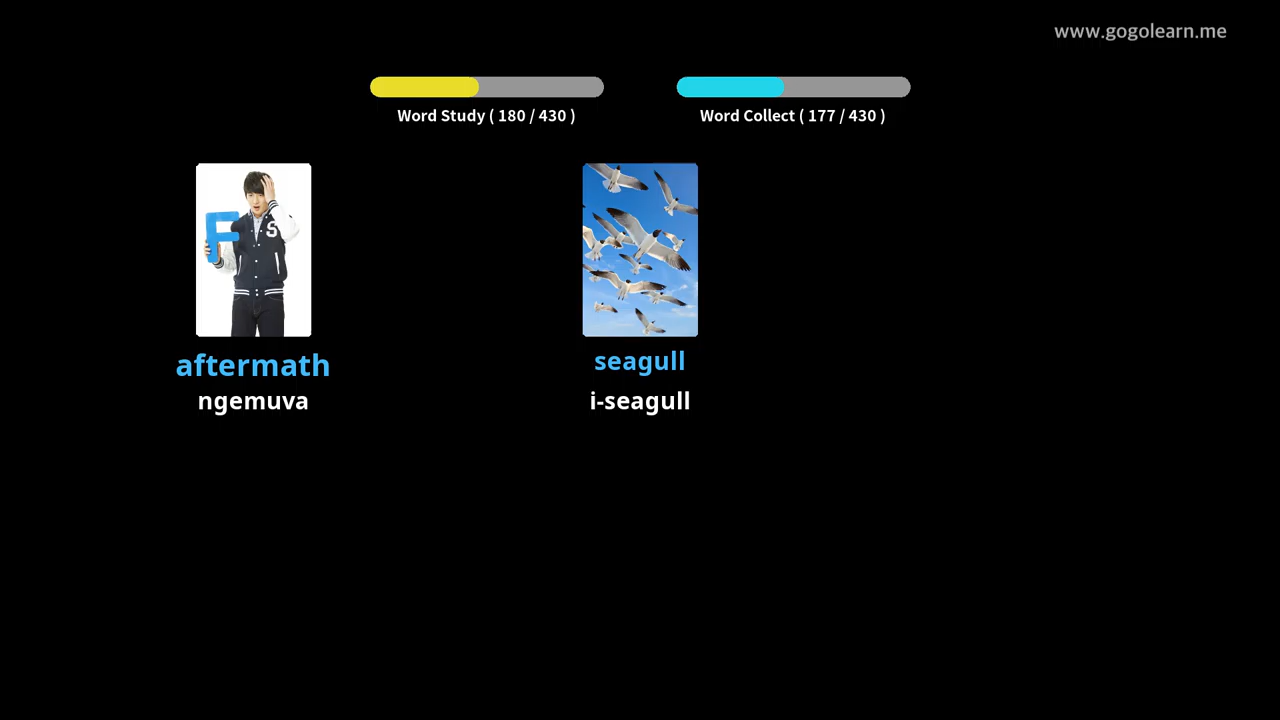 www.gogolearn.me
Word Study ( 180 / 430 )
Word Collect ( 177 / 430 )
F
S
aftermath
ngemuva
seagull
i-seagull